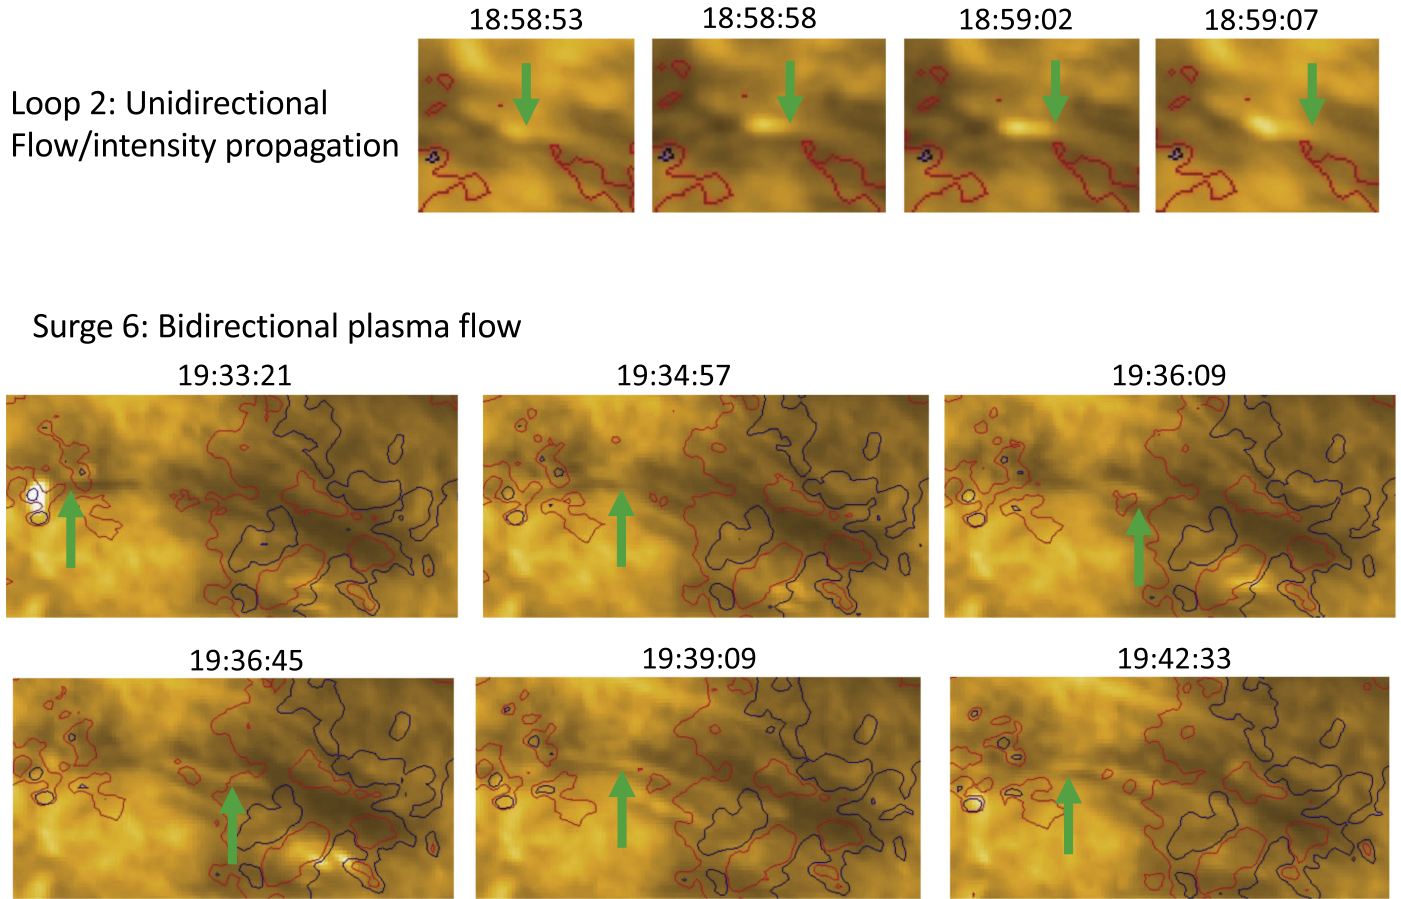 18:58:53 18:58:58 18:59:02 18:59:07
Loop 2: Unidirectional
Flow/intensity propagation
Surge 6: Bidirectional plasma flow
19:33:21 19:34:57 19:36:09
19:36:45 19:39:09 19:42:33